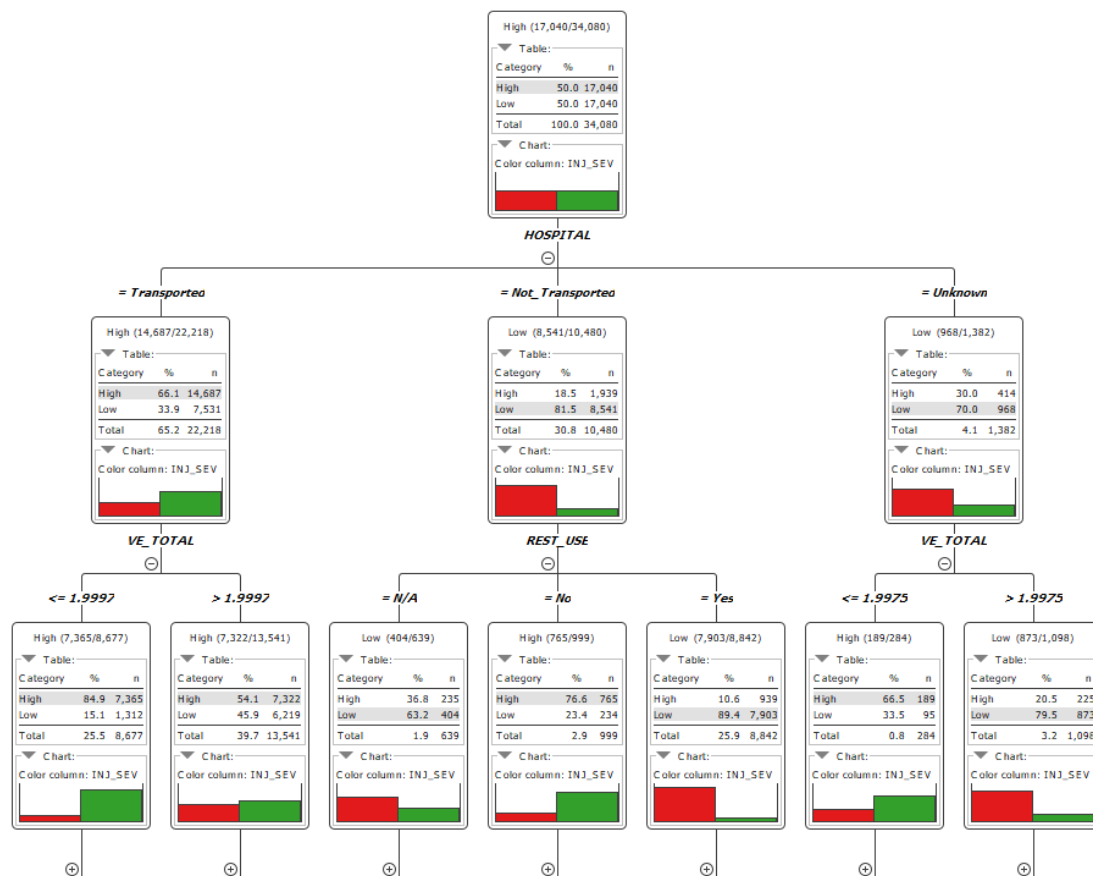 High (17,040/34,080)
Table:
Category % n
High 50.0 17,040
Low 50.0 17,040
Total 100.0 34,080
Chart:
Color column: INJ_SEV
HOSPITAL
= Transported
= Not_Transported
= Unknown
High (14,687/22,218)
Table:
Category % n
High 66.1 14,687
Low 33.9 7,531
Total 65.2 22,218
Chart:
Color column: INJ_SEV
VE_TOTAL
Low (8,541/10,480)
Table:
Category % n
High 18.5 1,939
Low 81.5 8,541
Total 30.8 10,480
Chart:
Color column: INJ_SEV
REST_USE
Low (968/1,382)
Table:
Category % n
High 30.0 414
Low 70.0 968
Total 4.1 1,382
Chart:
Color column: INJ_SEV
VE_TOTAL
<= 1.9997
> 1.9997
= N/A
= No
= Yes
<= 1.9975
> 1.9975
High (7,365/8,677)
Table:
Category % n
High 84.9 7,365
Low 15.1 1,312
Total 25.5 8,677
Chart:
Color column: INJ_SEV
High (7,322/13,541)
Table:
Category % n
High 54.1 7,322
Low 45.9 6,219
Total 39.7 13,541
Chart:
Color column: INJ_SEV
Low (404/639)
Table:
Category % n
High 36.8 235
Low 63.2 404
Total 1.9 639
Chart:
Color column: INJ_SEV
High (765/999)
Table:
Category % n
High 76.6 765
Low 23.4 234
Total 2.9 999
Chart:
Color column: INJ_SEV
Low (7,903/8,842)
Table:
Category % n
High 10.6 939
Low 89.4 7,903
Total 25.9 8,842
Chart:
Color column: INJ_SEV
High (189/284)
Table:
Category % n
High 66.5 189
Low 33.5 95
Total 0.8 284
Chart:
Color column: INJ_SEV
Low (873/1,098)
Table:
Category % n
High 20.5 225
Low 79.5 873
Total 3.2 1,098
Chart:
Color column: INJ_SEV